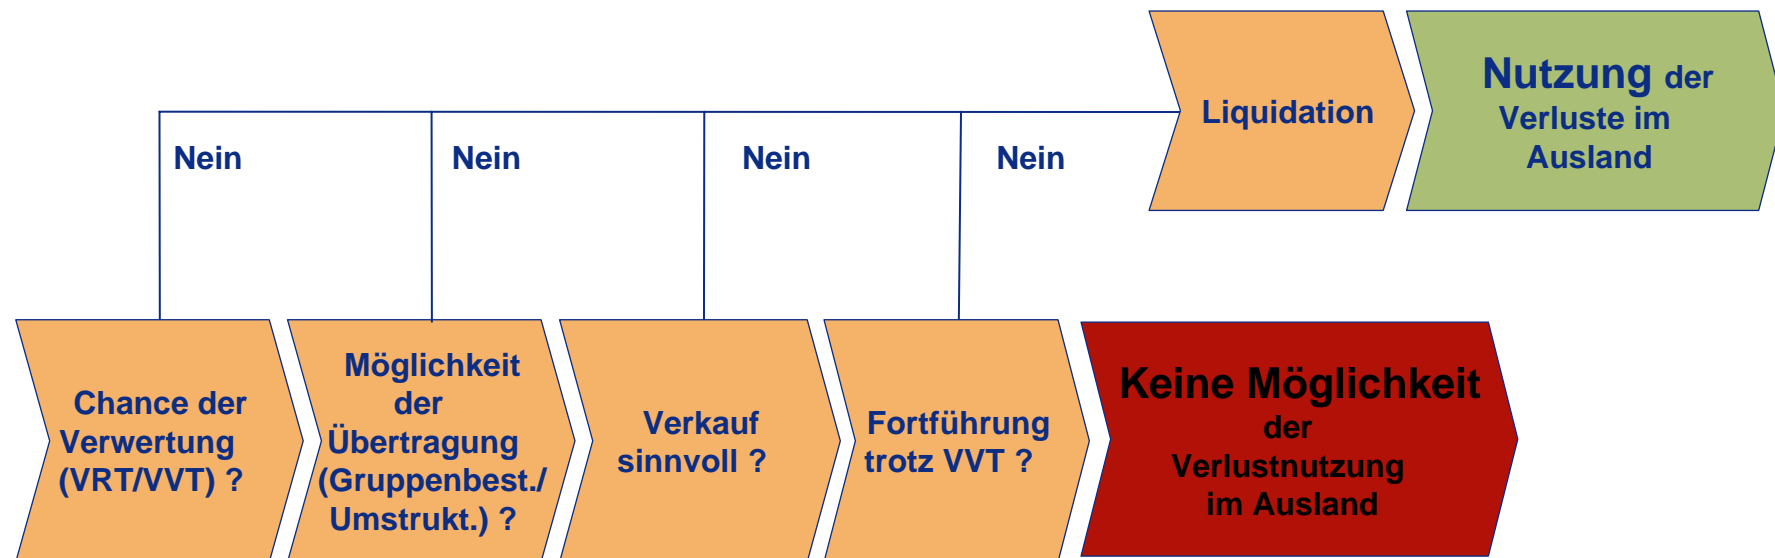 Liquidation
Nutzung der
Verluste im
Ausland
Nein
Nein
Nein
Nein
Chance der
Verwertung
(VRT/VVT) ?
Möglichkeit
der
Übertragung
(Gruppenbest./
Umstrukt.) ?
Verkauf
sinnvoll ?
Fortführung
trotz VVT ?
Keine Möglichkeit
der
Verlustnutzung
im Ausland